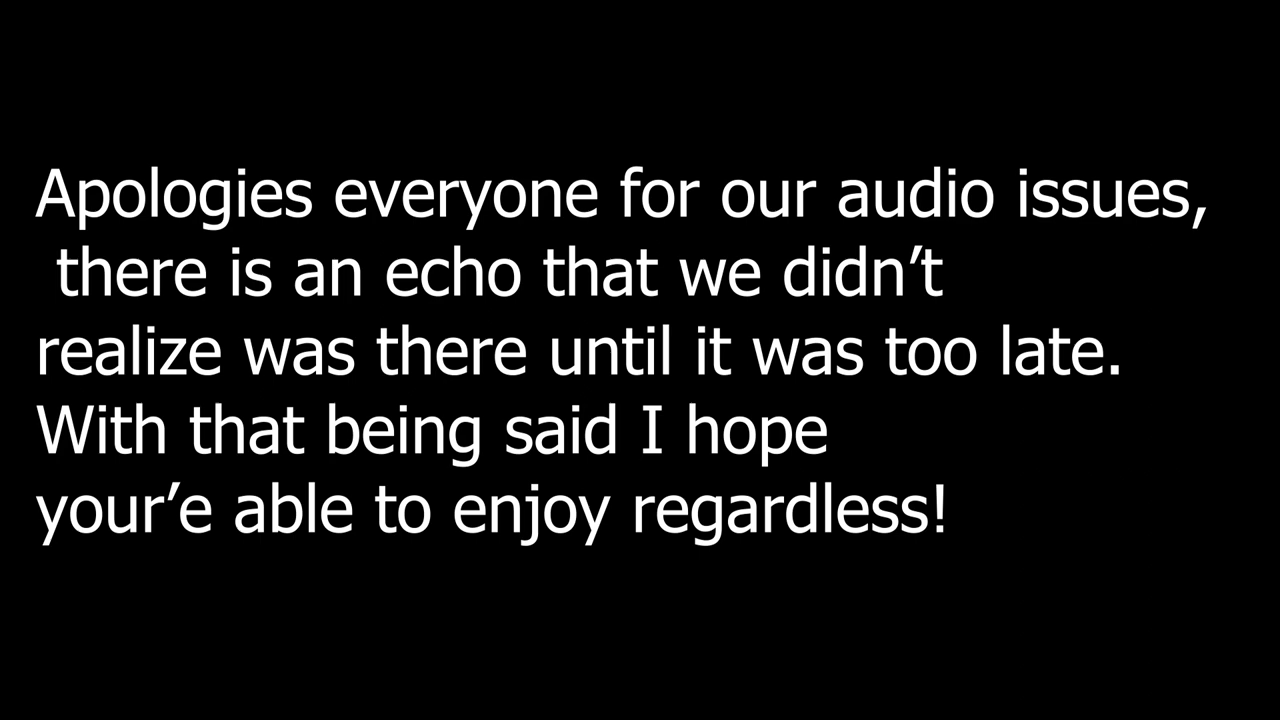 Apologies everyone for our audio issues,
there is an echo that we didn’t
realize was there until it was too late.
With that being said I hope
your’e able to enjoy regardless!